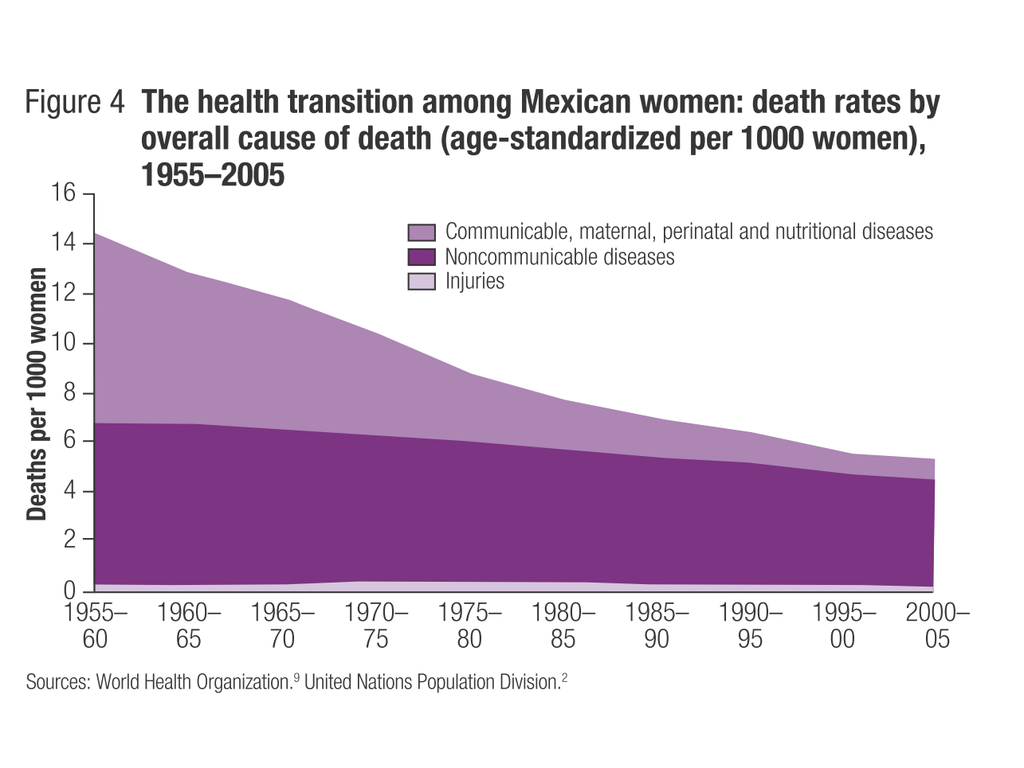 Figure 4 The health transition among Mexican women: death rates by
overall cause of death (age-standardized per 1000 women),
1955–2005
Deaths per 1000 women
16
14
12
10
8
6
4
2
0
Communicable, maternal, perinatal and nutritional diseases
Noncommunicable diseases
Injuries
1955– 1960– 1965– 1970– 1975– 1980– 1985– 1990– 1995– 2000–
60 65 70 75 80 85 90 95 00 05
Sources: World Health Organization.⁹ United Nations Population Division.²